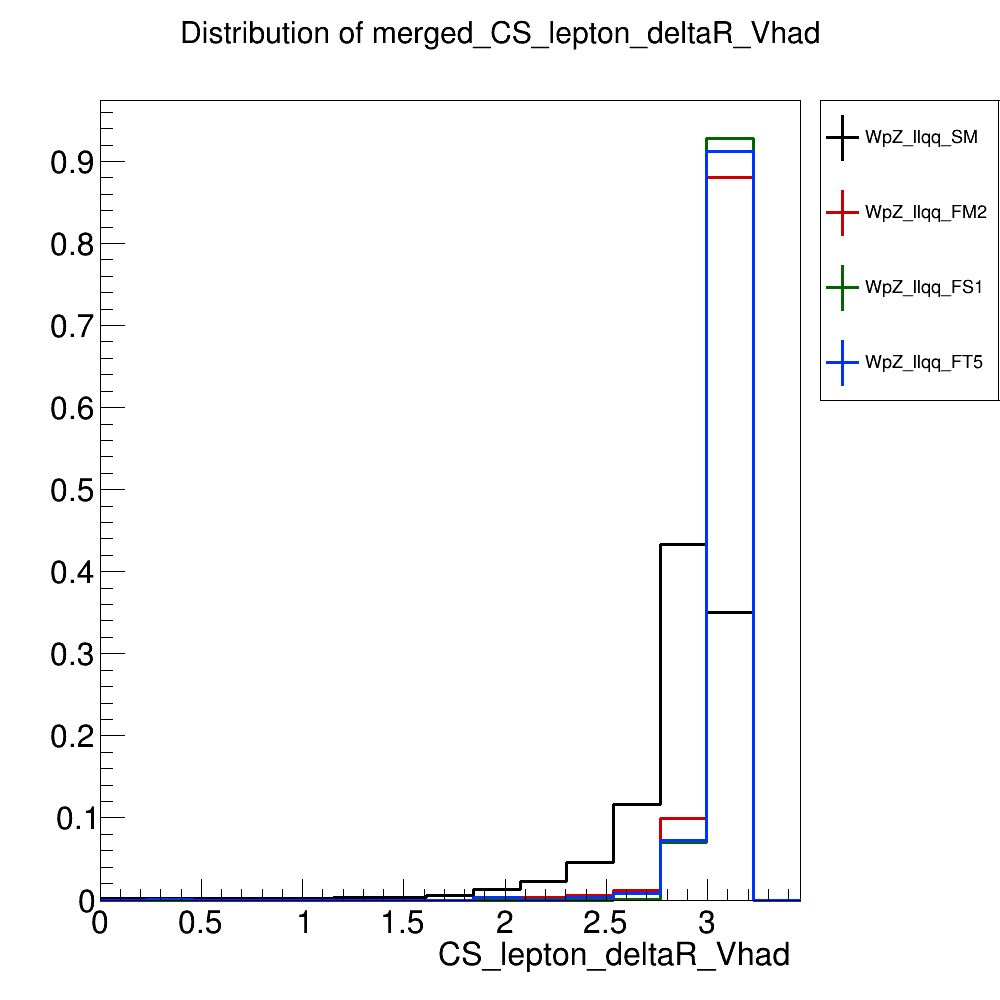 Distribution of merged_CS_lepton_deltaR_Vhad
0.9
0.8
0.7
0.6
0.5
0.4
0.3
0.2
0.1
0
0 0.5 1 1.5 2 2.5 3
CS_lepton_deltaR_Vhad
WpZ_llqq_SM
WpZ_llqq_FM2
WpZ_llqq_FS1
WpZ_llqq_FT5